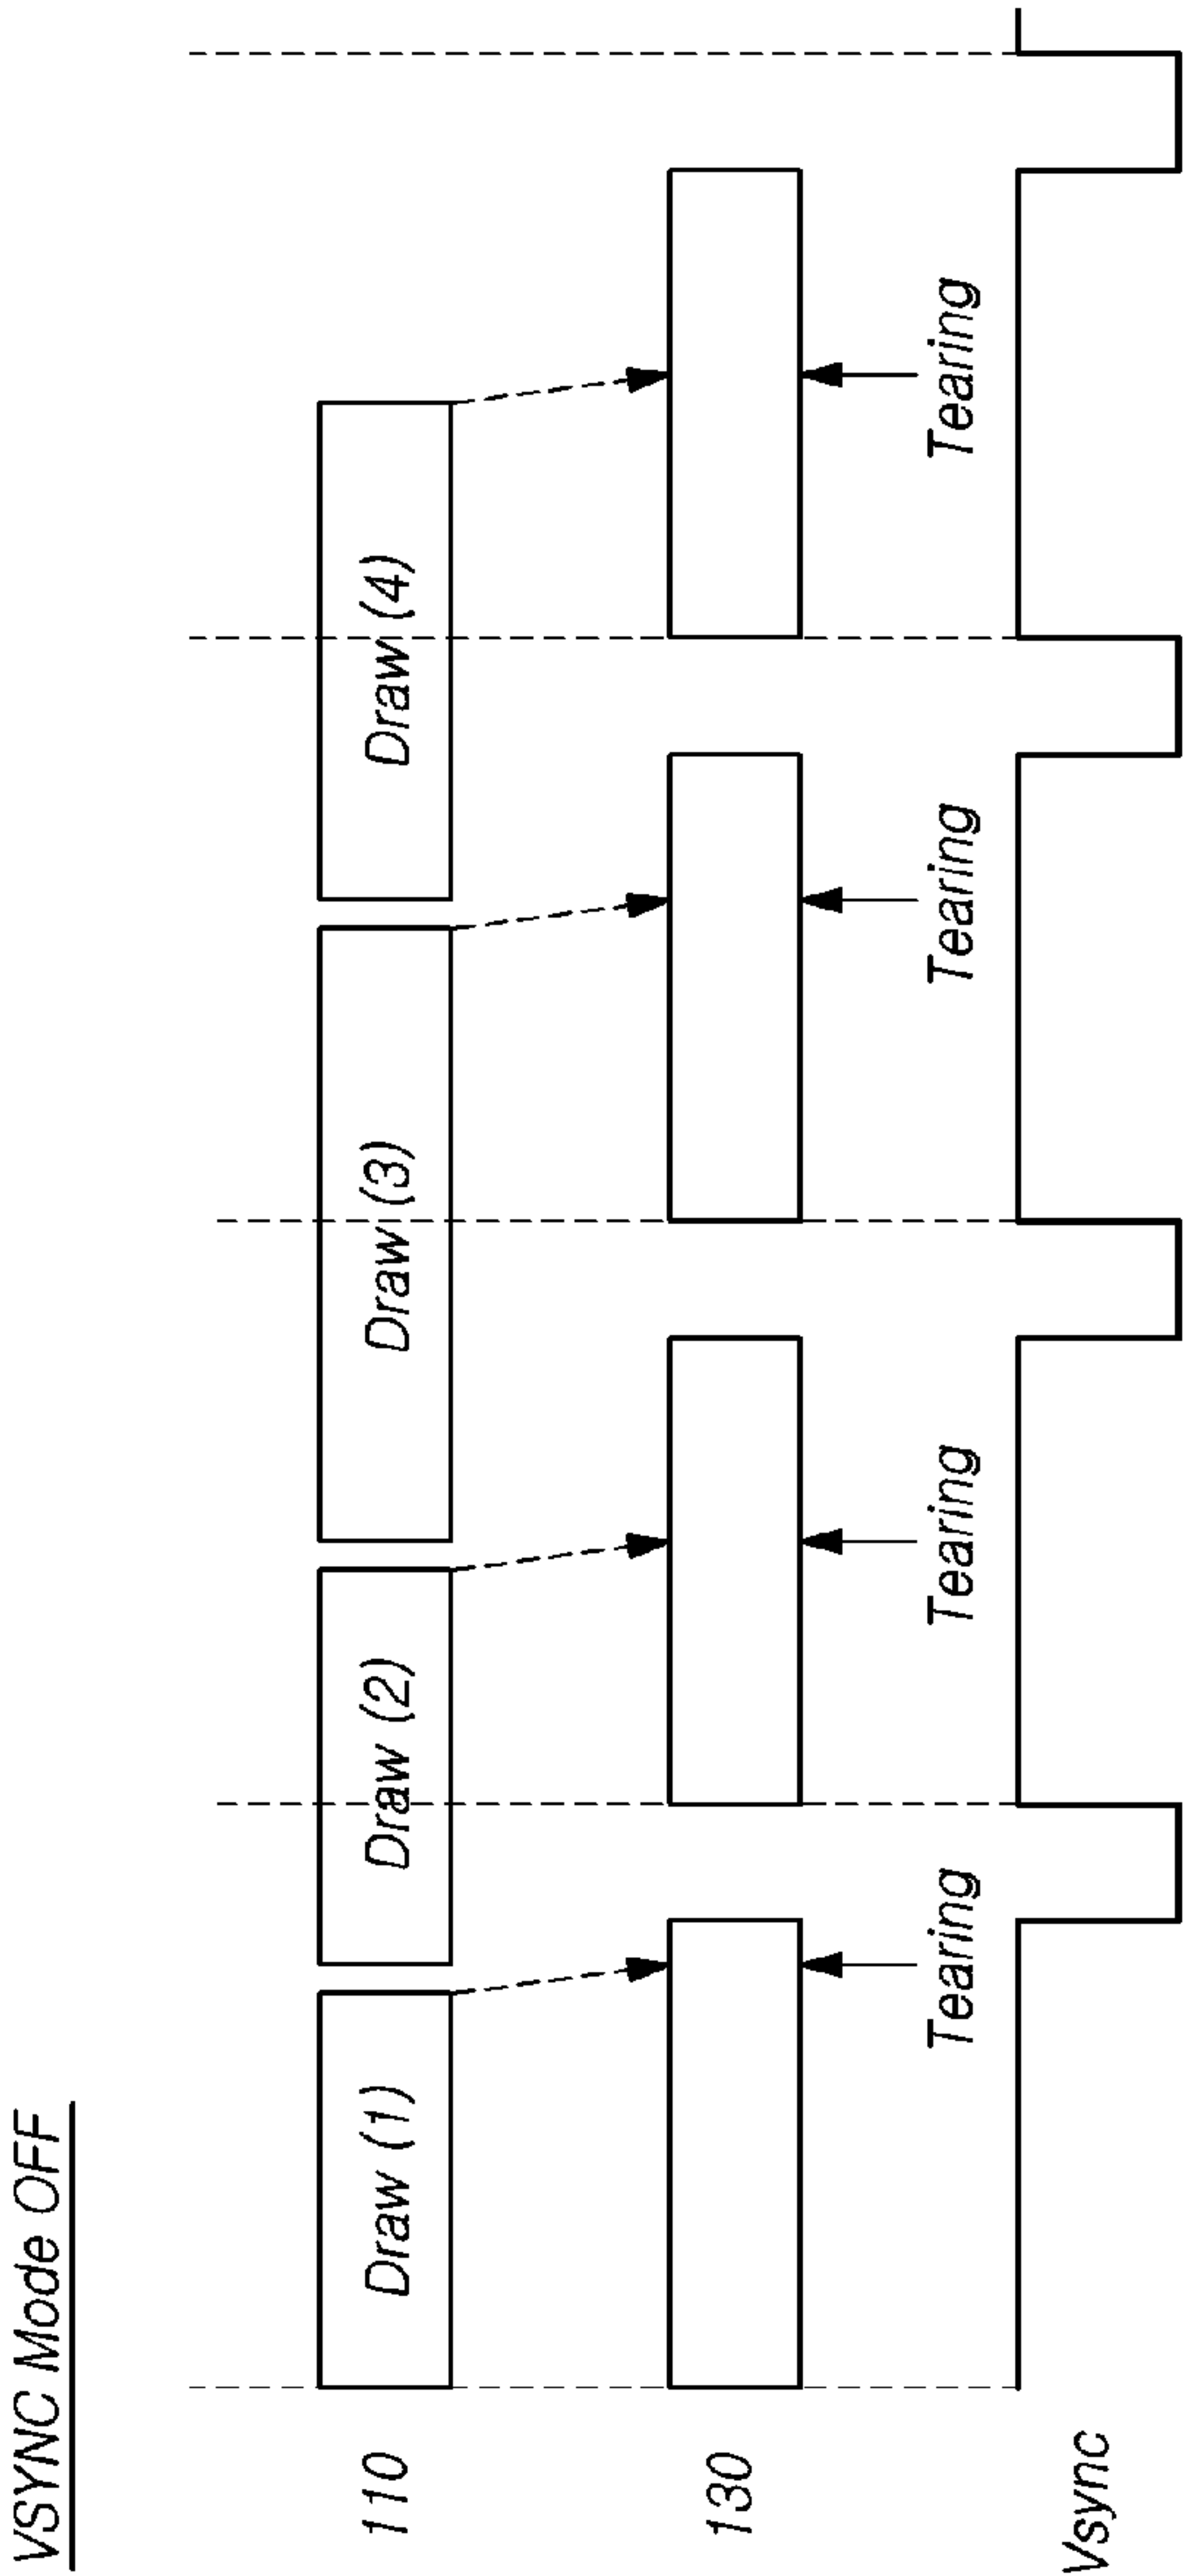 VSYNC Mode OFF
110
Draw (1)
Draw (2)
Draw (3)
Draw (4)
130
Tearing
Tearing
Tearing
Tearing
Vsync